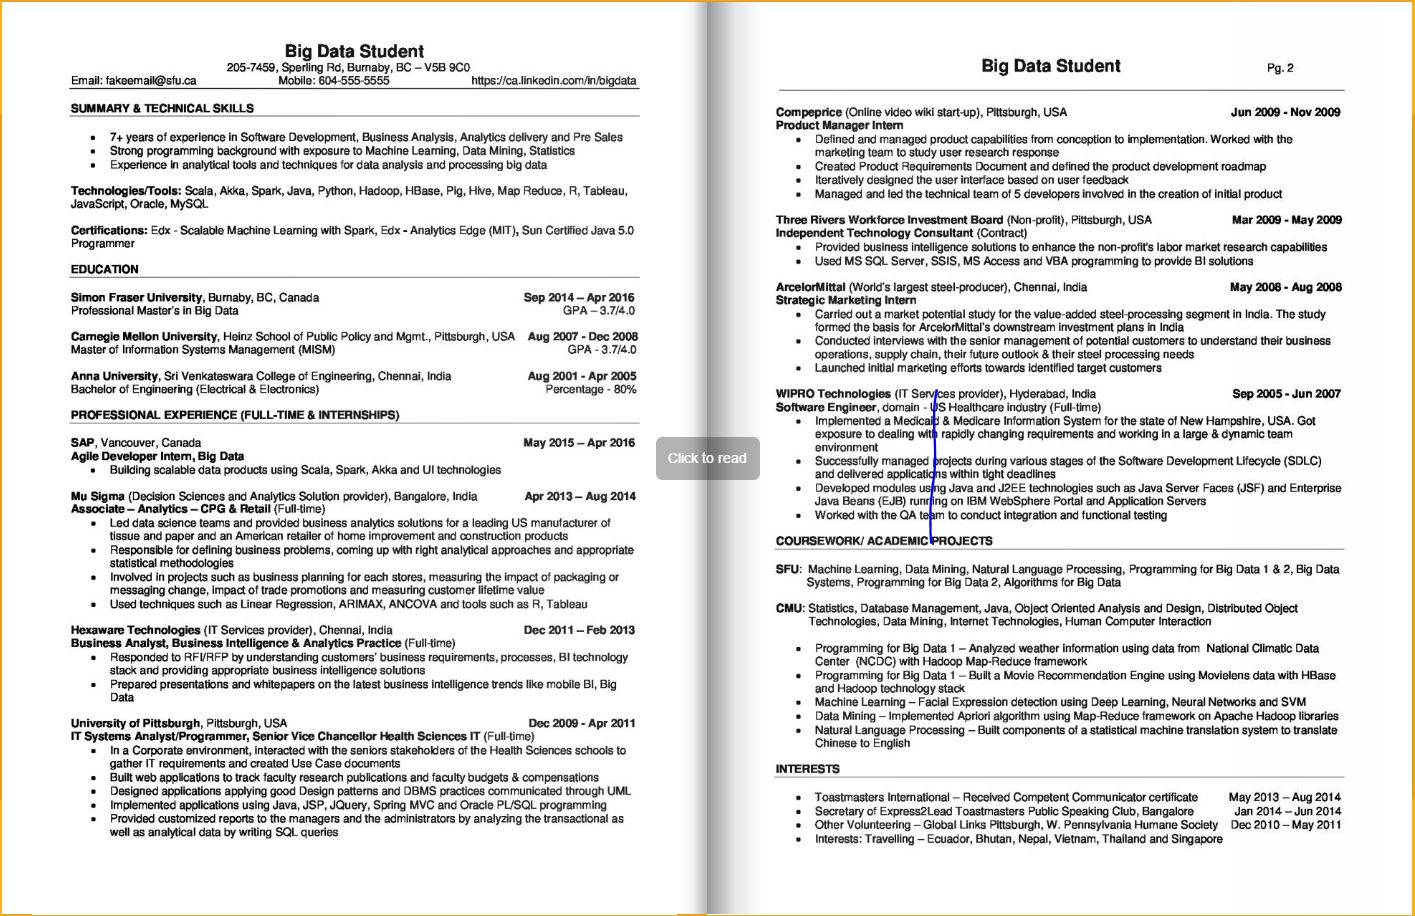 Big Data Student
205-7459, Sperling Rd, Burnaby, BC – V5B 9C0
Email: fakeemail@sfu.ca Mobile: 604-555-5555 https://ca.linkedin.com/in/bigdata
SUMMARY & TECHNICAL SKILLS
• 7+ years of experience in Software Development, Business Analysis, Analytics delivery and Pre Sales
• Strong programming background with exposure to Machine Learning, Data Mining, Statistics
• Experience in analytical tools and techniques for data analysis and processing big data
Technologies/Tools: Scala, Akka, Spark, Java, Python, Hadoop, HBase, Pig, Hive, Map Reduce, R, Tableau,
JavaScript, Oracle, MySQL
Certifications: Edx - Scalable Machine Learning with Spark, Edx - Analytics Edge (MIT), Sun Certified Java 5.0
Programmer
EDUCATION
Simon Fraser University, Burnaby, BC, Canada Sep 2014 – Apr 2016
Professional Master's in Big Data GPA – 3.7/4.0
Carnegie Mellon University, Heinz School of Public Policy and Mgmt., Pittsburgh, USA Aug 2007 - Dec 2008
Master of Information Systems Management (MISM) GPA - 3.7/4.0
Anna University, Sri Venkateswara College of Engineering, Chennai, India Aug 2001 - Apr 2005
Bachelor of Engineering (Electrical & Electronics) Percentage - 80%
PROFESSIONAL EXPERIENCE (FULL-TIME & INTERNSHIPS)
SAP, Vancouver, Canada May 2015 – Apr 2016
Agile Developer Intern, Big Data
• Building scalable data products using Scala, Spark, Akka and UI technologies
Mu Sigma (Decision Sciences and Analytics Solution provider), Bangalore, India Apr 2013 – Aug 2014
Associate – Analytics – CPG & Retail (Full-time)
• Led data science teams and provided business analytics solutions for a leading US manufacturer of
tissue and paper and an American retailer of home improvement and construction products
• Responsible for defining business problems, coming up with right analytical approaches and appropriate
statistical methodologies
• Involved in projects such as business planning for each stores, measuring the impact of packaging or
messaging change, impact of trade promotions and measuring customer lifetime value
• Used techniques such as Linear Regression, ARIMAX, ANCOVA and tools such as R, Tableau
Hexaware Technologies (IT Services provider), Chennai, India Dec 2011 – Feb 2013
Business Analyst, Business Intelligence & Analytics Practice (Full-time)
• Responded to RFI/RFP by understanding customers' business requirements, processes, BI technology
stack and providing appropriate business intelligence solutions
• Prepared presentations and whitepapers on the latest business intelligence trends like mobile BI, Big
Data
University of Pittsburgh, Pittsburgh, USA Dec 2009 - Apr 2011
IT Systems Analyst/Programmer, Senior Vice Chancellor Health Sciences IT (Full-time)
• In a Corporate environment, interacted with the seniors stakeholders of the Health Sciences schools to
gather IT requirements and created Use Case documents
• Built web applications to track faculty research publications and faculty budgets & compensations
• Designed applications applying good Design patterns and DBMS practices communicated through UML
• Implemented applications using Java, JSP, JQuery, Spring MVC and Oracle PL/SQL programming
• Provided customized reports to the managers and the administrators by analyzing the transactional as
well as analytical data by writing SQL queries
Click to read
Big Data Student Pg. 2
Compeprice (Online video wiki start-up), Pittsburgh, USA Jun 2009 - Nov 2009
Product Manager Intern
• Defined and managed product capabilities from conception to implementation. Worked with the
marketing team to study user research response
• Created Product Requirements Document and defined the product development roadmap
• Iteratively designed the user interface based on user feedback
• Managed and led the technical team of 5 developers involved in the creation of initial product
Three Rivers Workforce Investment Board (Non-profit), Pittsburgh, USA Mar 2009 - May 2009
Independent Technology Consultant (Contract)
• Provided business intelligence solutions to enhance the non-profit's labor market research capabilities
• Used MS SQL Server, SSIS, MS Access and VBA programming to provide BI solutions
ArcelorMittal (World's largest steel-producer), Chennai, India May 2008 - Aug 2008
Strategic Marketing Intern
• Carried out a market potential study for the value-added steel-processing segment in India. The study
formed the basis for ArcelorMittal's downstream investment plans in India
• Conducted interviews with the senior management of potential customers to understand their business
operations, supply chain, their future outlook & their steel processing needs
• Launched initial marketing efforts towards identified target customers
WIPRO Technologies (IT Services provider), Hyderabad, India Sep 2005 - Jun 2007
Software Engineer, domain - US Healthcare industry (Full-time)
• Implemented a Medicaid & Medicare Information System for the state of New Hampshire, USA. Got
exposure to dealing with rapidly changing requirements and working in a large & dynamic team
environment
• Successfully managed projects during various stages of the Software Development Lifecycle (SDLC)
and delivered applications within tight deadlines
• Developed modules using Java and J2EE technologies such as Java Server Faces (JSF) and Enterprise
Java Beans (EJB) running on IBM WebSphere Portal and Application Servers
• Worked with the QA team to conduct integration and functional testing
COURSEWORK/ ACADEMIC PROJECTS
SFU: Machine Learning, Data Mining, Natural Language Processing, Programming for Big Data 1 & 2, Big Data
Systems, Programming for Big Data 2, Algorithms for Big Data
CMU: Statistics, Database Management, Java, Object Oriented Analysis and Design, Distributed Object
Technologies, Data Mining, Internet Technologies, Human Computer Interaction
• Programming for Big Data 1 – Analyzed weather information using data from National Climatic Data
Center (NCDC) with Hadoop Map-Reduce framework
• Programming for Big Data 1 – Built a Movie Recommendation Engine using Movielens data with HBase
and Hadoop technology stack
• Machine Learning – Facial Expression detection using Deep Learning, Neural Networks and SVM
• Data Mining – Implemented Apriori algorithm using Map-Reduce framework on Apache Hadoop libraries
• Natural Language Processing – Built components of a statistical machine translation system to translate
Chinese to English
INTERESTS
• Toastmasters International – Received Competent Communicator certificate May 2013 – Aug 2014
• Secretary of Express2Lead Toastmasters Public Speaking Club, Bangalore Jan 2014 – Jun 2014
• Other Volunteering – Global Links Pittsburgh, W. Pennsylvania Humane Society Dec 2010 – May 2011
• Interests: Travelling – Ecuador, Bhutan, Nepal, Vietnam, Thailand and Singapore